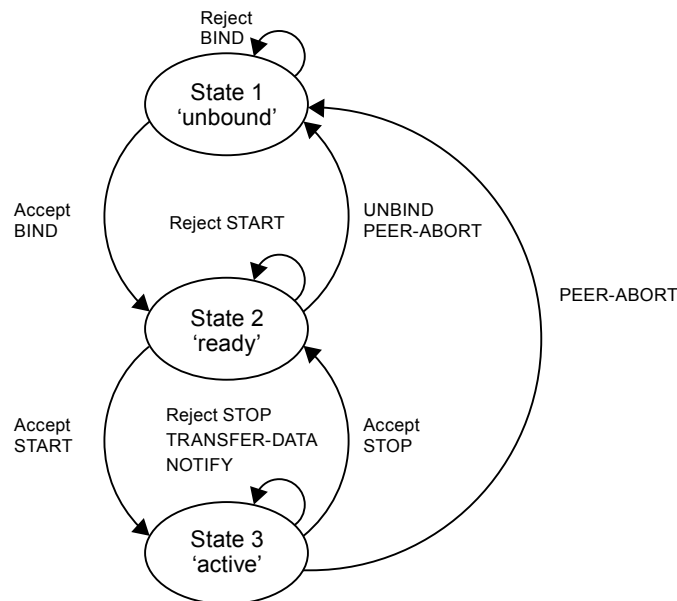 Reject
BIND
State 1
‘unbound’
Accept
BIND
Reject START
UNBIND
PEER-ABORT
PEER-ABORT
State 2
‘ready’
Accept
START
Reject STOP
TRANSFER-DATA
NOTIFY
Accept
STOP
State 3
‘active’